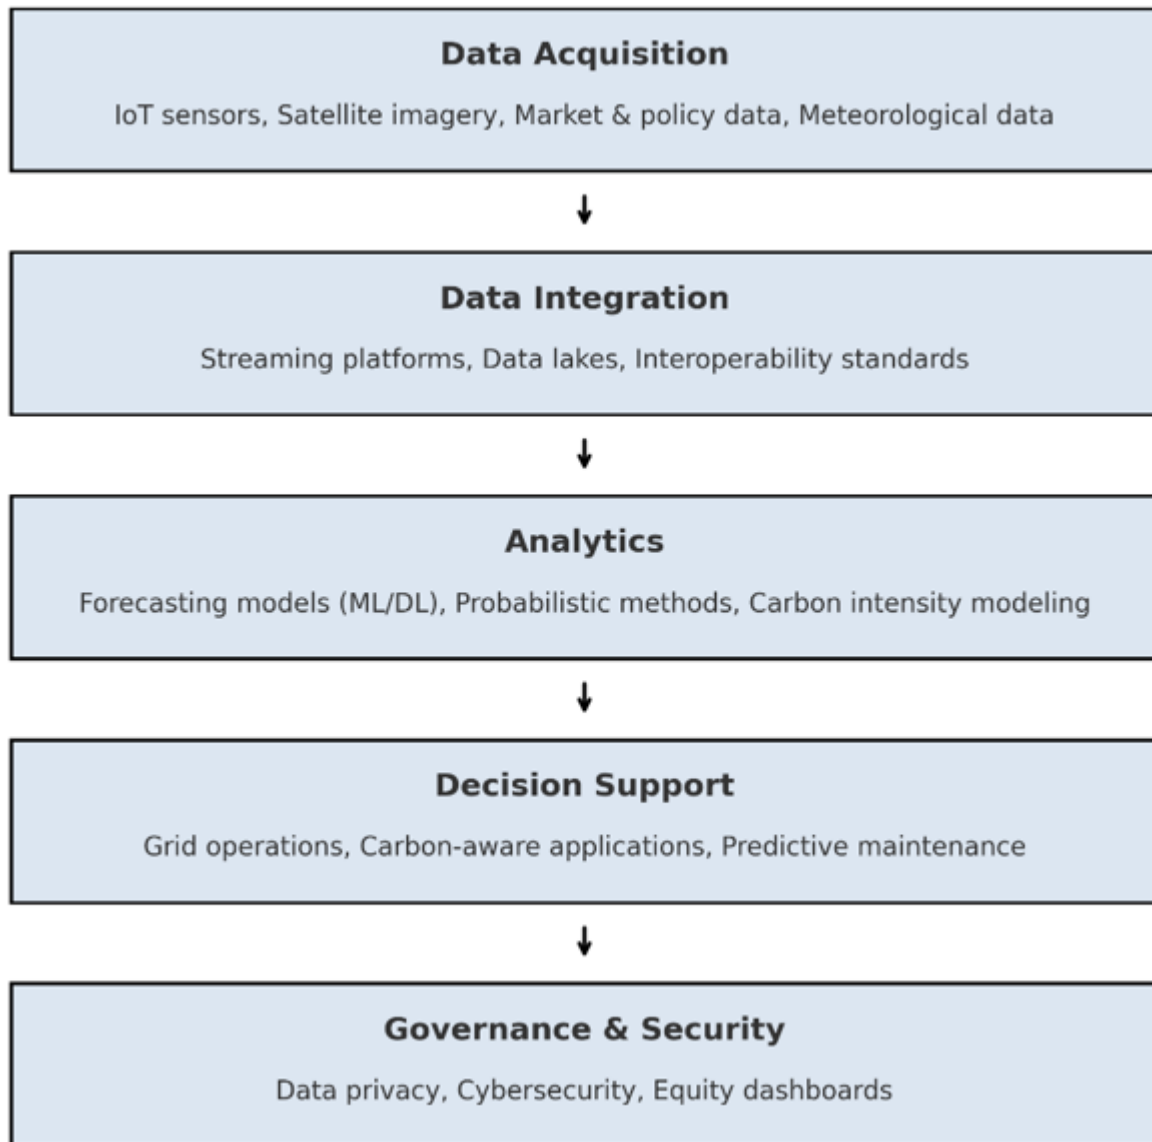 Data Acquisition
IoT sensors, Satellite imagery, Market & policy data, Meteorological data
Data Integration
Streaming platforms, Data lakes, Interoperability standards
Analytics
Forecasting models (ML/DL), Probabilistic methods, Carbon intensity modeling
Decision Support
Grid operations, Carbon-aware applications, Predictive maintenance
Governance & Security
Data privacy, Cybersecurity, Equity dashboards